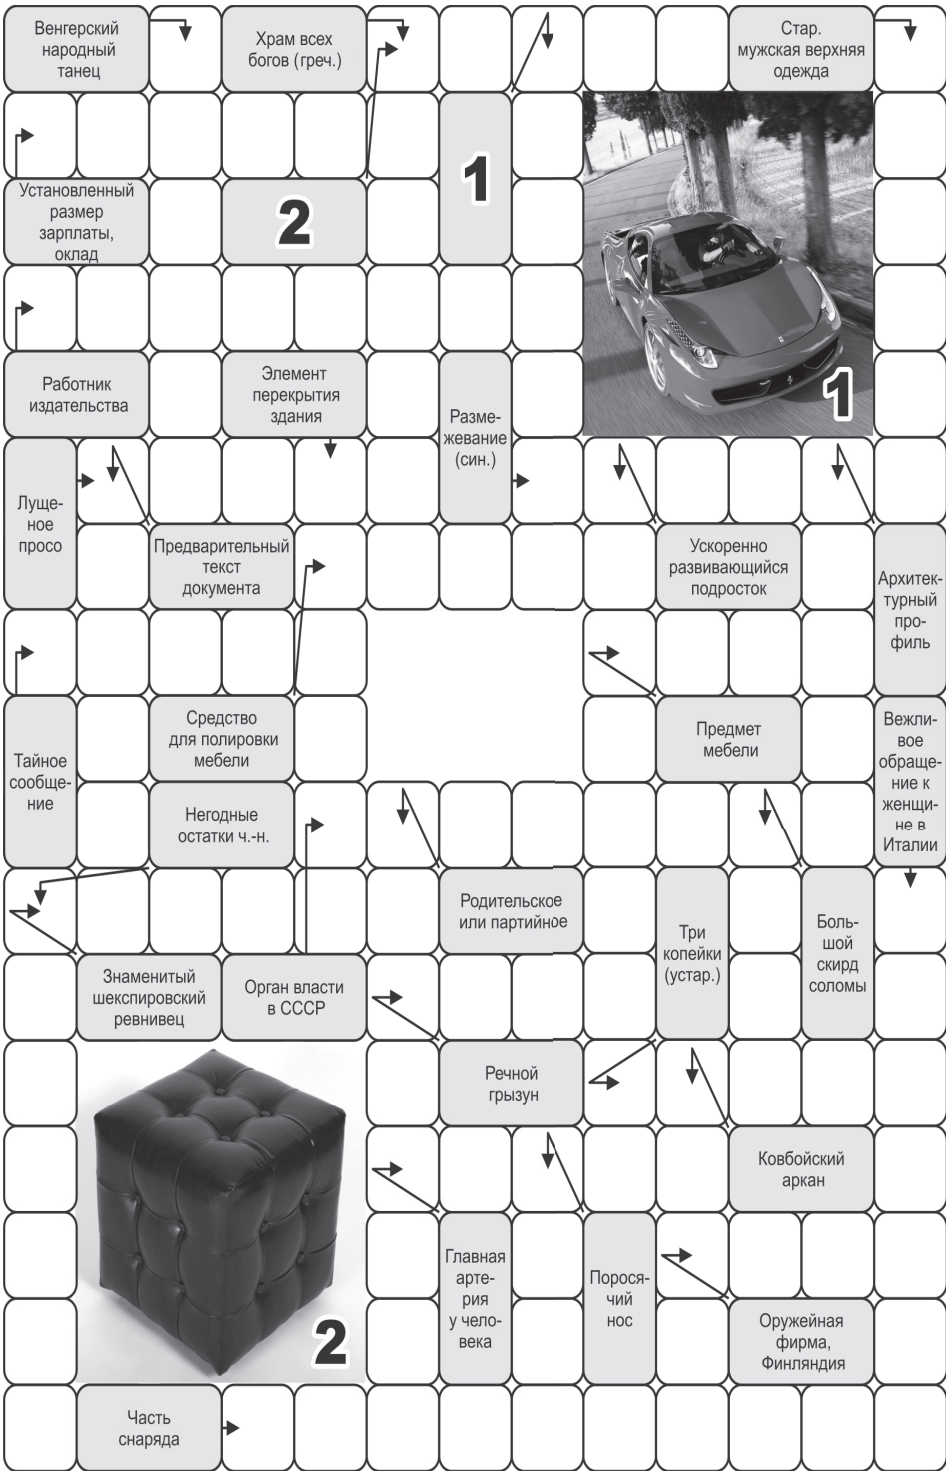 Венгерский
народный
танец
Храм всех
богов (греч.)
Стар.
мужская верхняя
одежда
1
Установленный
размер
зарплаты,
оклад
2
1
Работник
издательства
Элемент
перекрытия
здания
Разме-
жевание
(син.)
Луще-
ное
просо
Предварительный
текст
документа
Ускоренно
развивающийся
подросток
Архитек-
турный
про-
филь
Тайное
сообще-
ние
Средство
для полировки
мебели
Предмет
мебели
Вежли-
вое
обраще-
ние к
женщи-
не в
Италии
Негодные
остатки ч.-н.
Родительское
или партийное
Три
копейки
(устар.)
Боль-
шой
скирд
соломы
Знаменитый
шекспировский
ревнивец
Орган власти
в СССР
Речной
грызун
Ковбойский
аркан
Главная
арте-
рия
у чело-
века
Порося-
чий
нос
Оружейная
фирма,
Финляндия
2
Часть
снаряда